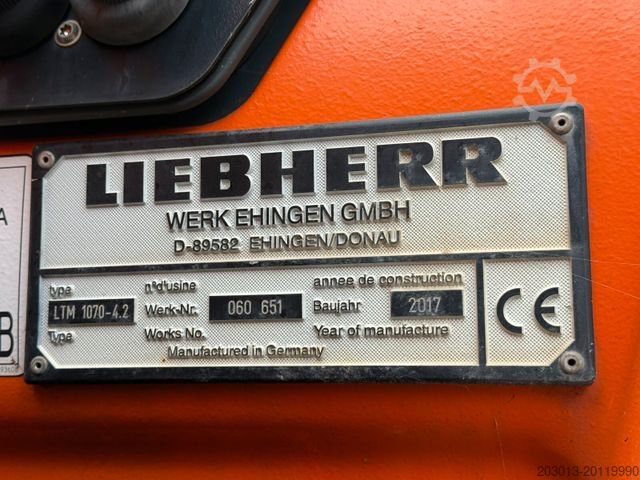 LIEBHERR
WERK EHINGEN GMBH
D-89582 EHINGEN/DONAU
type
LTM 1070-4.2
Type
n°d'usine
Werk-Nr. 060 651
Works No.
annee de construction
Baujahr 2017
Year of manufacture
Manufactured in Germany
CE
A
B
203013-20119990